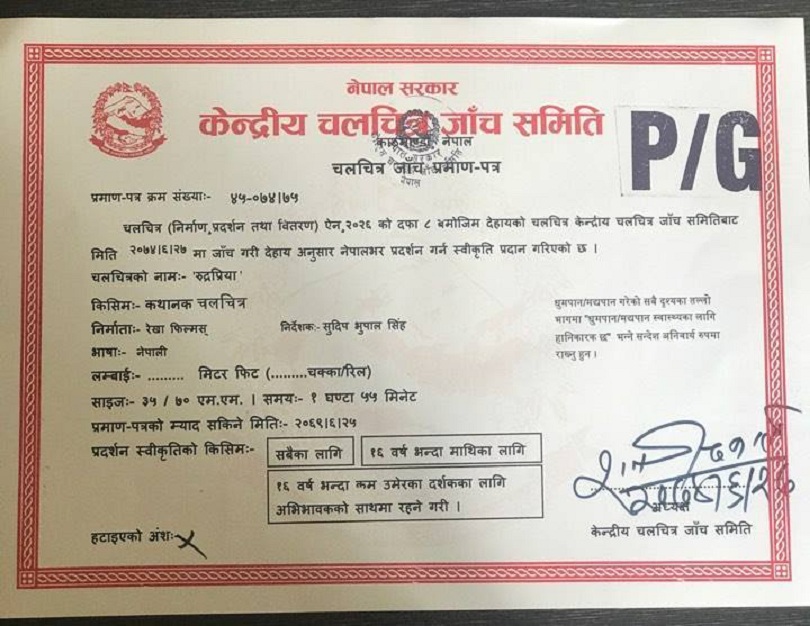 नेपाल सरकार
केन्द्रीय चलचित्र जाँच समिति
P/G
काठमाण्डौ नेपाल
चलचित्र जाँच प्रमाण-पत्र
प्रमाण-पत्र क्रम संख्याः- ४५-०७४।७५
चलचित्र (निर्माण, प्रदर्शन तथा वितरण) ऐन, २०२६ को दफा ८ बमोजिम देहायको चलचित्र केन्द्रीय चलचित्र जाँच समितिबाट
मिति २०७४।६।२७ मा जाँच गरी देहाय अनुसार नेपालभर प्रदर्शन गर्न स्वीकृति प्रदान गरिएको छ ।
चलचित्रको नामः- 'रुद्रप्रिया'
किसिमः- कथानक चलचित्र
निर्माताः- रेखा फिल्मस् निर्देशकः- सुदिप भुपाल सिंह
भाषाः- नेपाली
लम्बाईः- ......... मिटर फिट (.........चक्का/रिल)
साइजः- ३५ / ७० एम.एम. । समयः- १ घण्टा ५५ मिनेट
प्रमाण-पत्रको म्याद सकिने मितिः- २०६९।६।२५
प्रदर्शन स्वीकृतिको किसिमः- सबैका लागि १६ वर्ष भन्दा माथिका लागि
१६ वर्ष भन्दा कम उमेरका दर्शकका लागि
अभिभावकको साथमा रहने गरी ।
हटाइएको अंशः- X
धुम्रपान/मद्यपान गरेको सबै दृश्यका तल्लो
भागमा "धुम्रपान/मद्यपान स्वास्थ्यका लागि
हानिकारक छ" भन्ने सन्देश अनिवार्य रुपमा
राख्नु हुन ।
अध्यक्ष
केन्द्रीय चलचित्र जाँच समिति